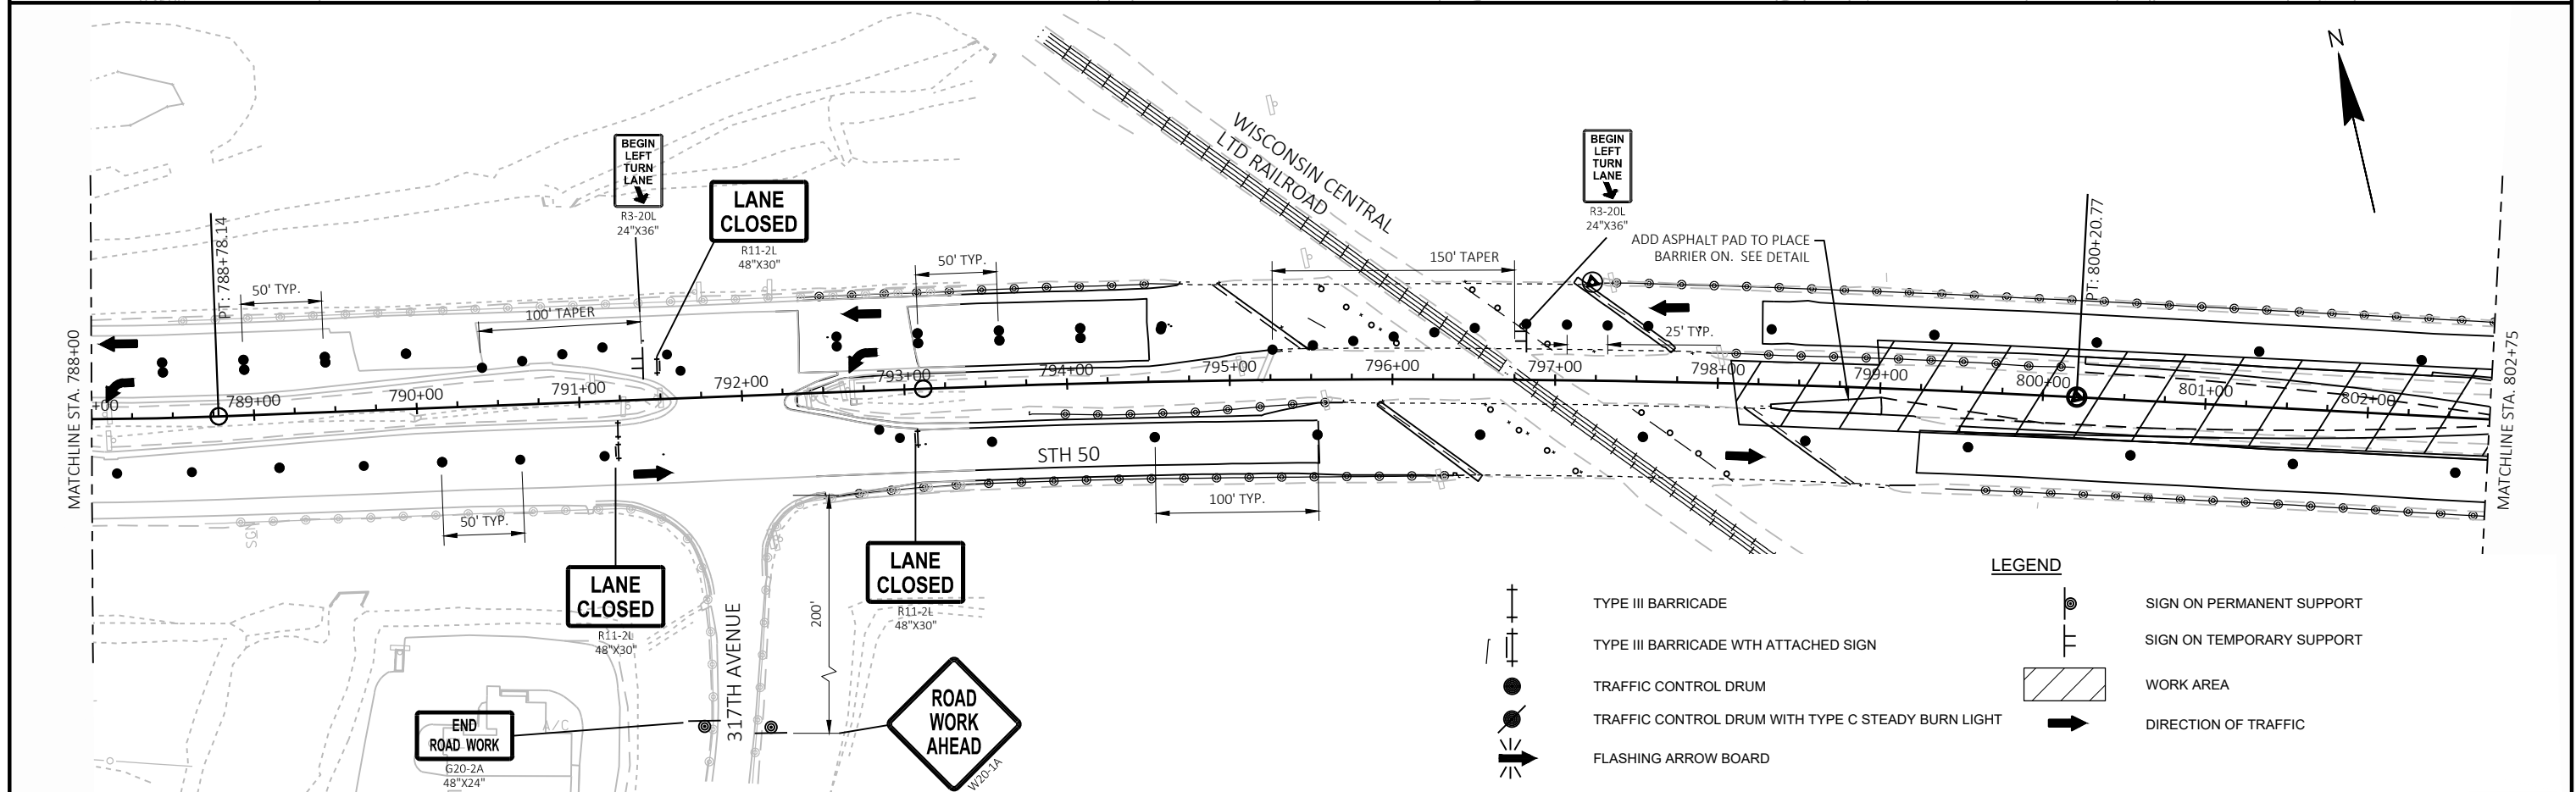 N
BEGIN
LEFT
TURN
LANE
R3-20L
24"X36"
LANE
CLOSED
R11-2L
48"X30"
WISCONSIN CENTRAL
LTD RAILROAD
BEGIN
LEFT
TURN
LANE
R3-20L
24"X36"
ADD ASPHALT PAD TO PLACE
BARRIER ON. SEE DETAIL
PT: 788+78.14
PT: 800+20.77
50' TYP.
100' TAPER
50' TYP.
150' TAPER
25' TYP.
MATCHLINE STA. 788+00
MATCHLINE STA. 802+75
+00
789+00
790+00
791+00
792+00
793+00
794+00
795+00
796+00
797+00
798+00
799+00
800+00
801+00
802+00
STH 50
100' TYP.
50' TYP.
SGN
LANE
CLOSED
R11-2L
48"X30"
LANE
CLOSED
R11-2L
48"X30"
200'
317TH AVENUE
END
ROAD WORK
G20-2A
48"X24"
A/C
ROAD
WORK
AHEAD
W20-1A
LEGEND
TYPE III BARRICADE
TYPE III BARRICADE WTH ATTACHED SIGN
TRAFFIC CONTROL DRUM
TRAFFIC CONTROL DRUM WITH TYPE C STEADY BURN LIGHT
FLASHING ARROW BOARD
SIGN ON PERMANENT SUPPORT
SIGN ON TEMPORARY SUPPORT
WORK AREA
DIRECTION OF TRAFFIC